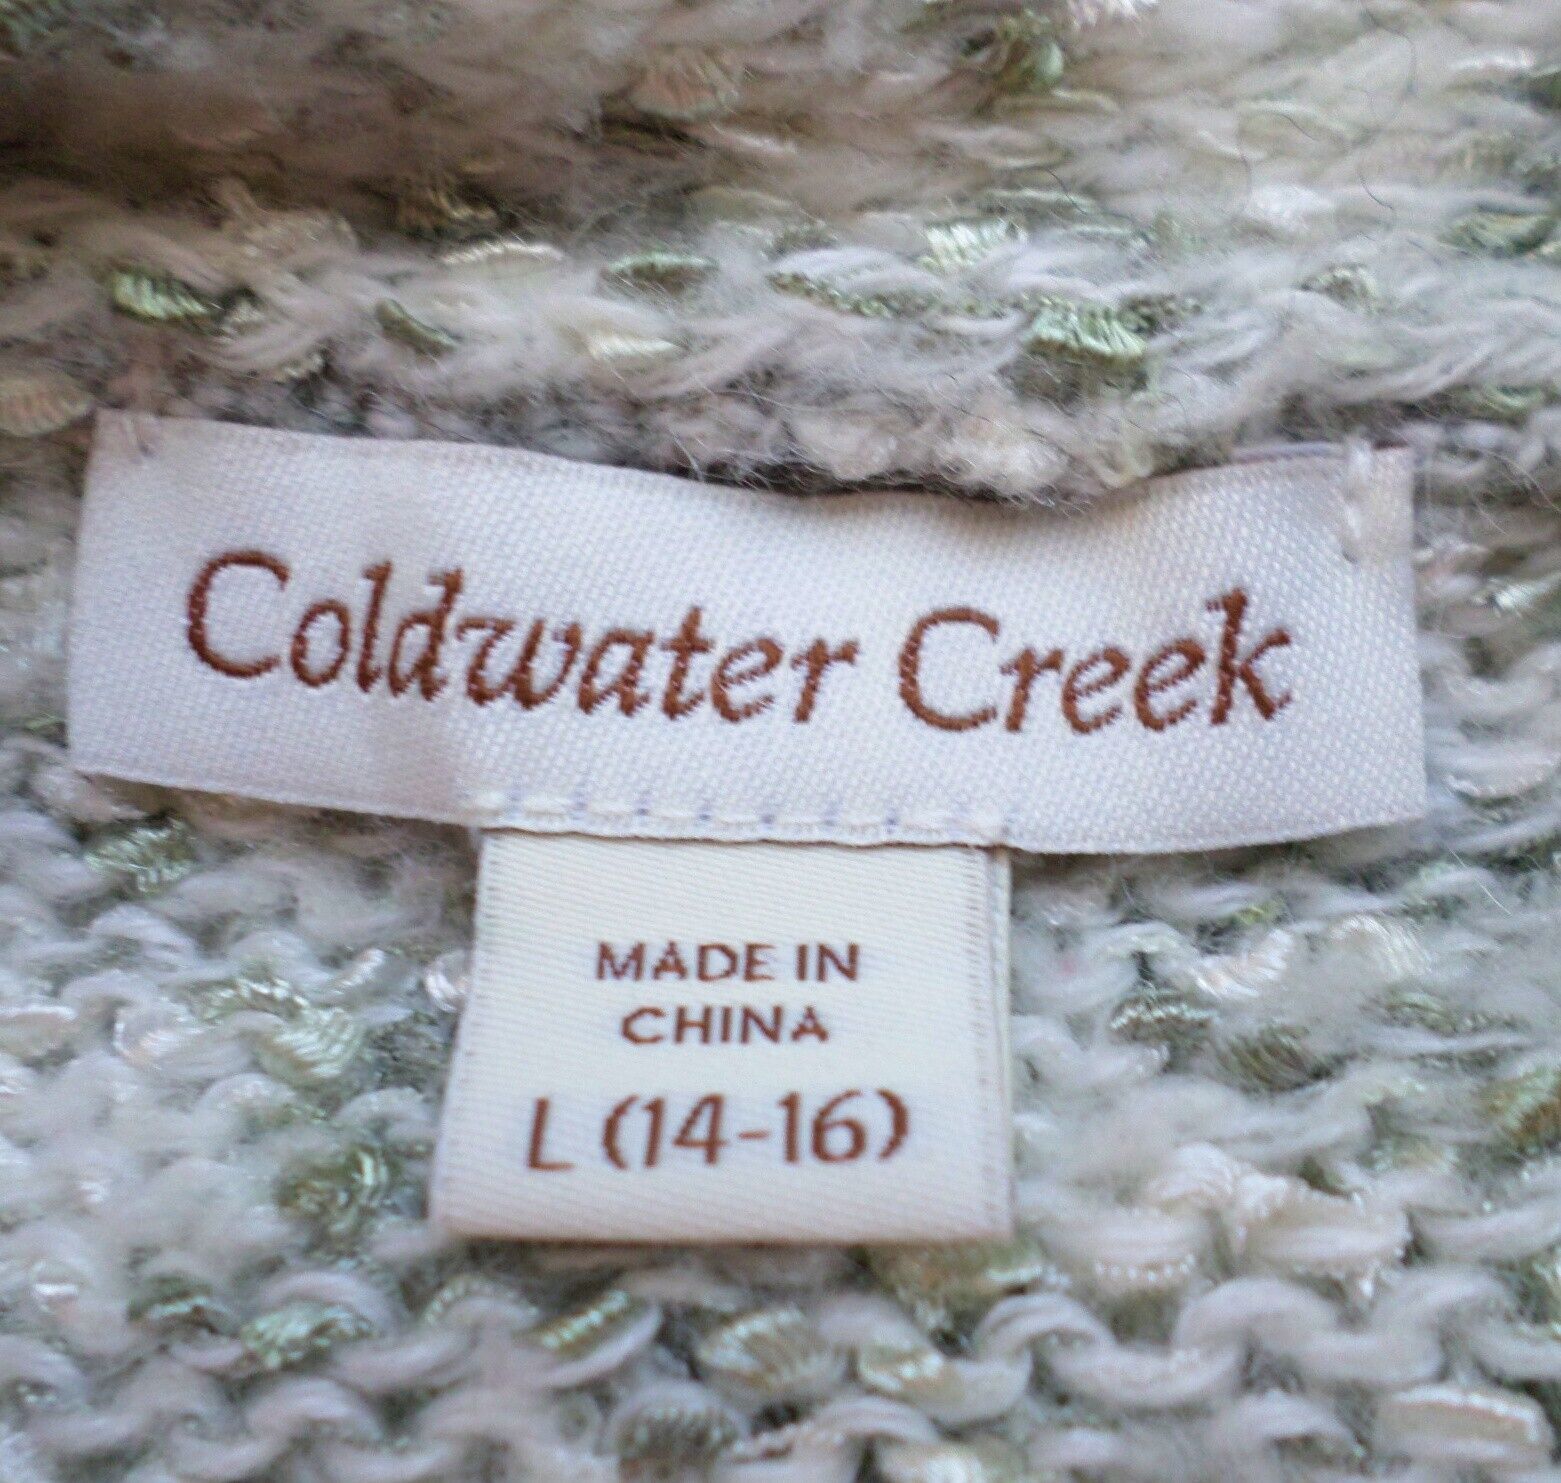 Coldwater Creek
MADE IN
CHINA
L (14-16)